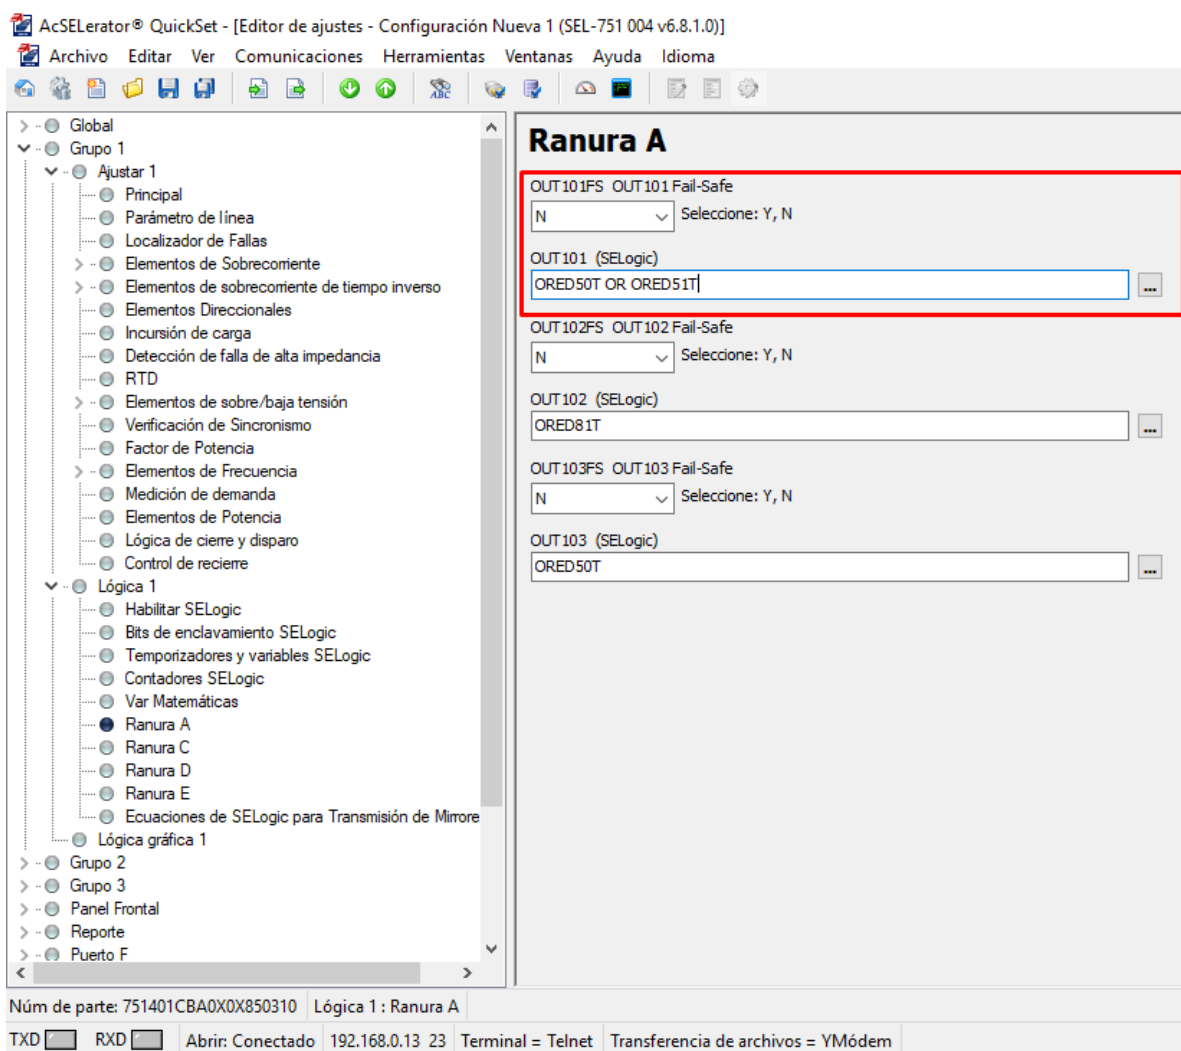 AcSELerator® QuickSet - [Editor de ajustes - Configuración Nueva 1 (SEL-751 004 v6.8.1.0)]
Archivo Editar Ver Comunicaciones Herramientas Ventanas Ayuda Idioma
Global
Grupo 1
Ajustar 1
Principal
Parámetro de línea
Localizador de Fallas
Elementos de Sobrecorriente
Elementos de sobrecorriente de tiempo inverso
Elementos Direccionales
Incursión de carga
Detección de falla de alta impedancia
RTD
Elementos de sobre/baja tensión
Verificación de Sincronismo
Factor de Potencia
Elementos de Frecuencia
Medición de demanda
Elementos de Potencia
Lógica de cierre y disparo
Control de recierre
Lógica 1
Habilitar SELogic
Bits de enclavamiento SELogic
Temporizadores y variables SELogic
Contadores SELogic
Var Matemáticas
Ranura A
Ranura C
Ranura D
Ranura E
Ecuaciones de SELogic para Transmisión de Mirrore
Lógica gráfica 1
Grupo 2
Grupo 3
Panel Frontal
Reporte
Puerto F
Ranura A
OUT101FS OUT101 Fail-Safe
N Seleccione: Y, N
OUT101 (SELogic)
ORED50T OR ORED51T
...
OUT102FS OUT102 Fail-Safe
N Seleccione: Y, N
OUT102 (SELogic)
ORED81T
...
OUT103FS OUT103 Fail-Safe
N Seleccione: Y, N
OUT103 (SELogic)
ORED50T
...
Núm de parte: 751401CBA0X0X850310 Lógica 1 : Ranura A
TXD RXD Abrir: Conectado 192.168.0.13 23 Terminal = Telnet Transferencia de archivos = YMódem